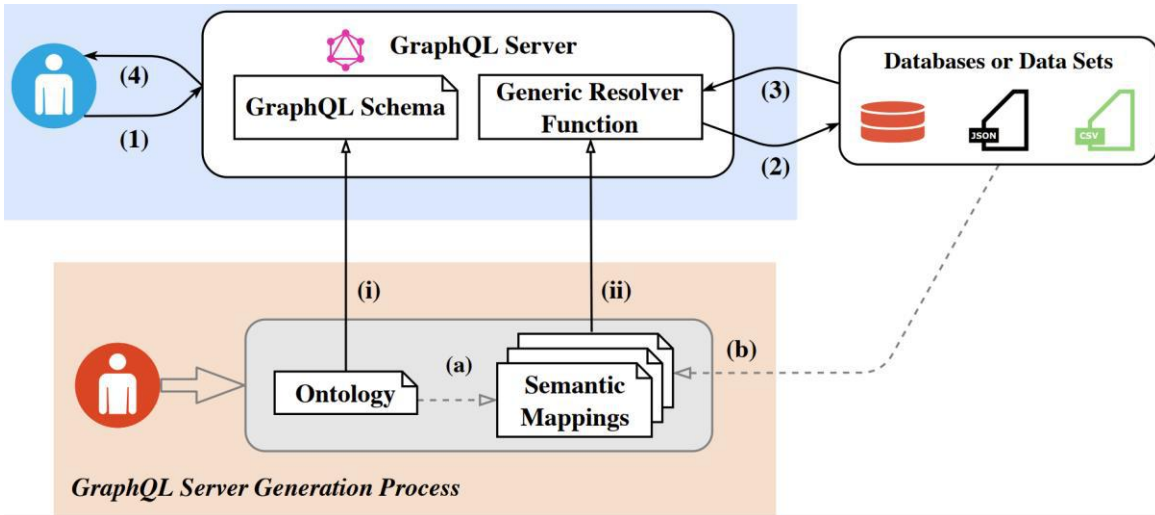 GraphQL Server
(4)
(1)
GraphQL Schema
Generic Resolver
Function
(3)
(2)
Databases or Data Sets
JSON
CSV
(i)
(ii)
(a)
(b)
Ontology
Semantic
Mappings
GraphQL Server Generation Process